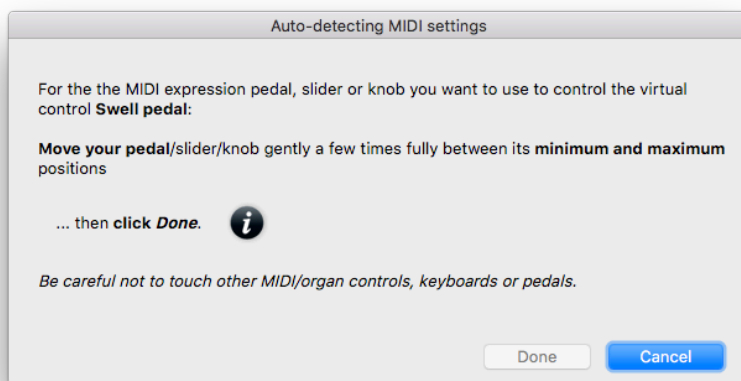 Auto-detecting MIDI settings
For the the MIDI expression pedal, slider or knob you want to use to control the virtual
control Swell pedal:
Move your pedal/slider/knob gently a few times fully between its minimum and maximum
positions
... then click Done.
Be careful not to touch other MIDI/organ controls, keyboards or pedals.
Done
Cancel